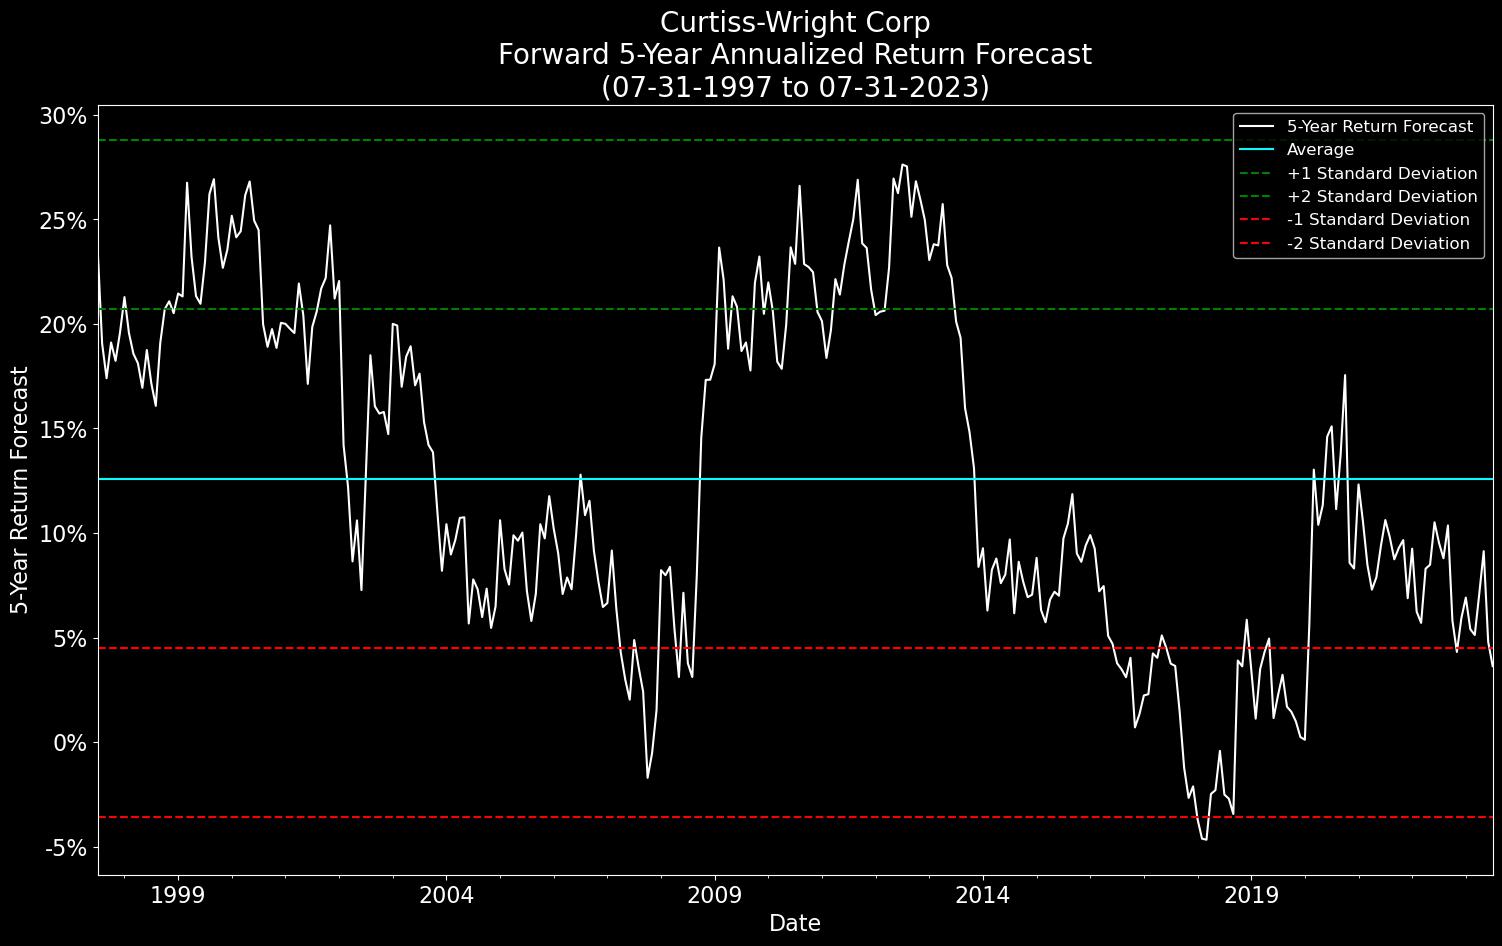 Curtiss-Wright Corp
Forward 5-Year Annualized Return Forecast
(07-31-1997 to 07-31-2023)
30%
25%
20%
15%
10%
5%
0%
-5%
5-Year Return Forecast
5-Year Return Forecast
Average
+1 Standard Deviation
+2 Standard Deviation
-1 Standard Deviation
-2 Standard Deviation
1999
2004
2009
2014
2019
Date